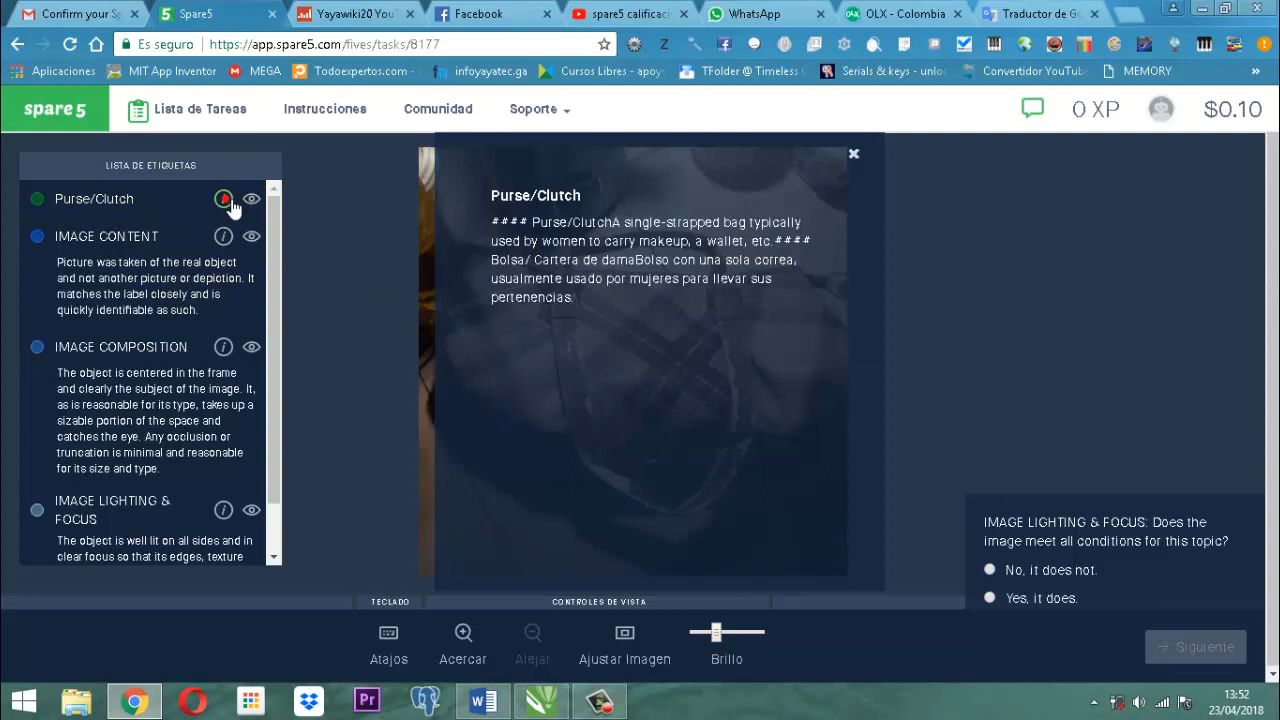 Confirm your S
Spare5
Yayawiki20 YouT
Facebook
spare5 calificaci
WhatsApp
OLX - Colombia
Traductor de Go
Es seguro
https://app.spare5.com/fives/tasks/8177
Aplicaciones
MIT App Inventor
MEGA
Todoexpertos.com -
infoyayatec.ga
Cursos Libres - apoy
TFolder @ Timeless
Serials & keys - unlo
Convertidor YouTub
MEMORY
»
spare5
Lista de Tareas
Instrucciones
Comunidad
Soporte
0 XP
$0.10
LISTA DE ETIQUETAS
Purse/Clutch
IMAGE CONTENT
Picture was taken of the real object
and not another picture or depiction. It
matches the label closely and is
quickly identifiable as such.
IMAGE COMPOSITION
The object is centered in the frame
and clearly the subject of the image. It,
as is reasonable for its type, takes up a
sizable portion of the space and
catches the eye. Any occlusion or
truncation is minimal and reasonable
for its size and type.
IMAGE LIGHTING &
FOCUS
The object is well lit on all sides and in
clear focus so that its edges, texture
Purse/Clutch
#### Purse/ClutchA single-strapped bag typically
used by women to carry makeup, a wallet, etc.####
Bolsa/ Cartera de damaBolso con una sola correa,
usualmente usado por mujeres para llevar sus
pertenencias.
IMAGE LIGHTING & FOCUS: Does the
image meet all conditions for this topic?
No, it does not.
Yes, it does.
TECLADO
CONTROLES DE VISTA
Atajos
Acercar
Alejar
Ajustar Imagen
Brillo
→ Siguiente
13:52
23/04/2018